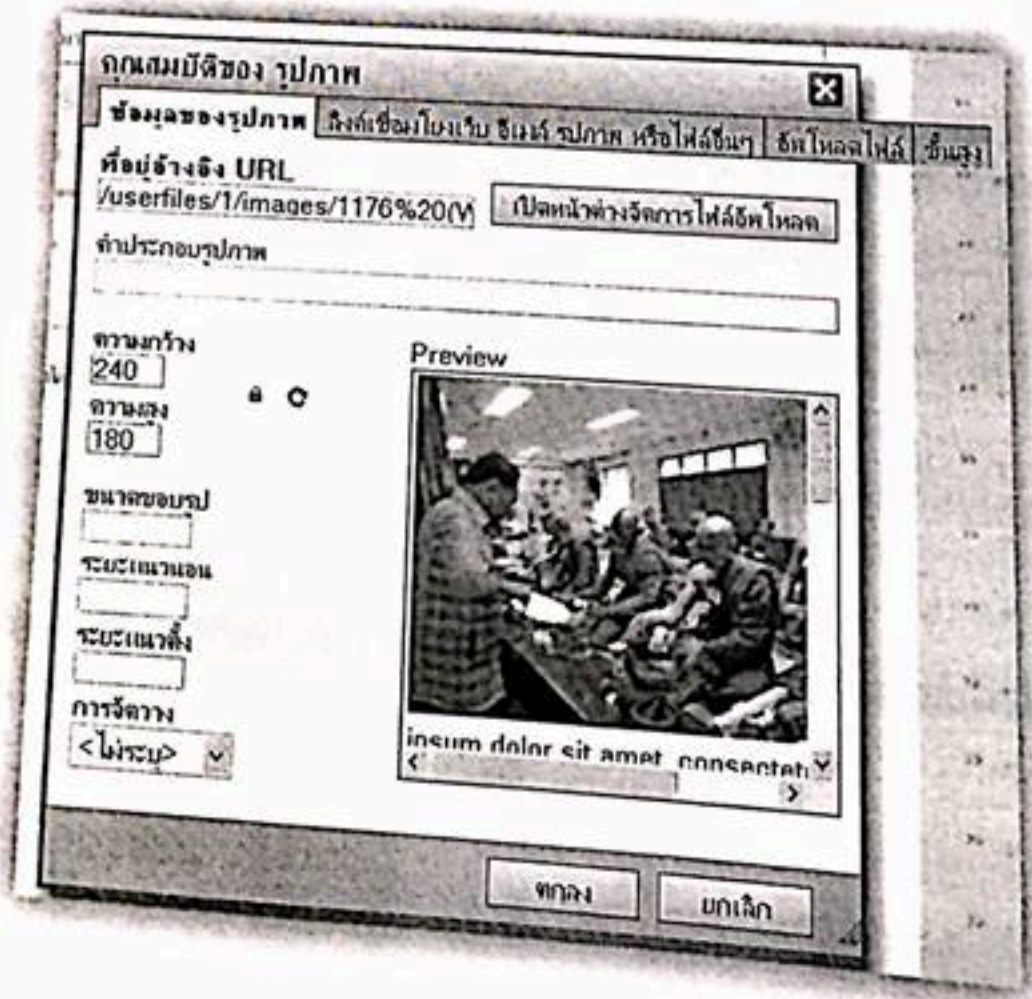 คุณสมบัติของ รูปภาพ
ข้อมูลของรูปภาพ ลิงค์เชื่อมโยงเว็บ อีเมล์ รูปภาพ หรือไฟล์อื่นๆ อัพโหลดไฟล์ ขั้นสูง
ที่อยู่อ้างอิง URL
/userfiles/1/images/1176%20(V เปิดหน้าต่างจัดการไฟล์อัพโหลด
คำประกอบรูปภาพ
ความกว้าง
240
ความสูง
180
Preview
ขนาดขอบรูป
ระยะแนวนอน
ระยะแนวตั้ง
การจัดวาง
<ไม่ระบุ>
ipsum dolor sit amet, consectetu
ตกลง ยกเลิก